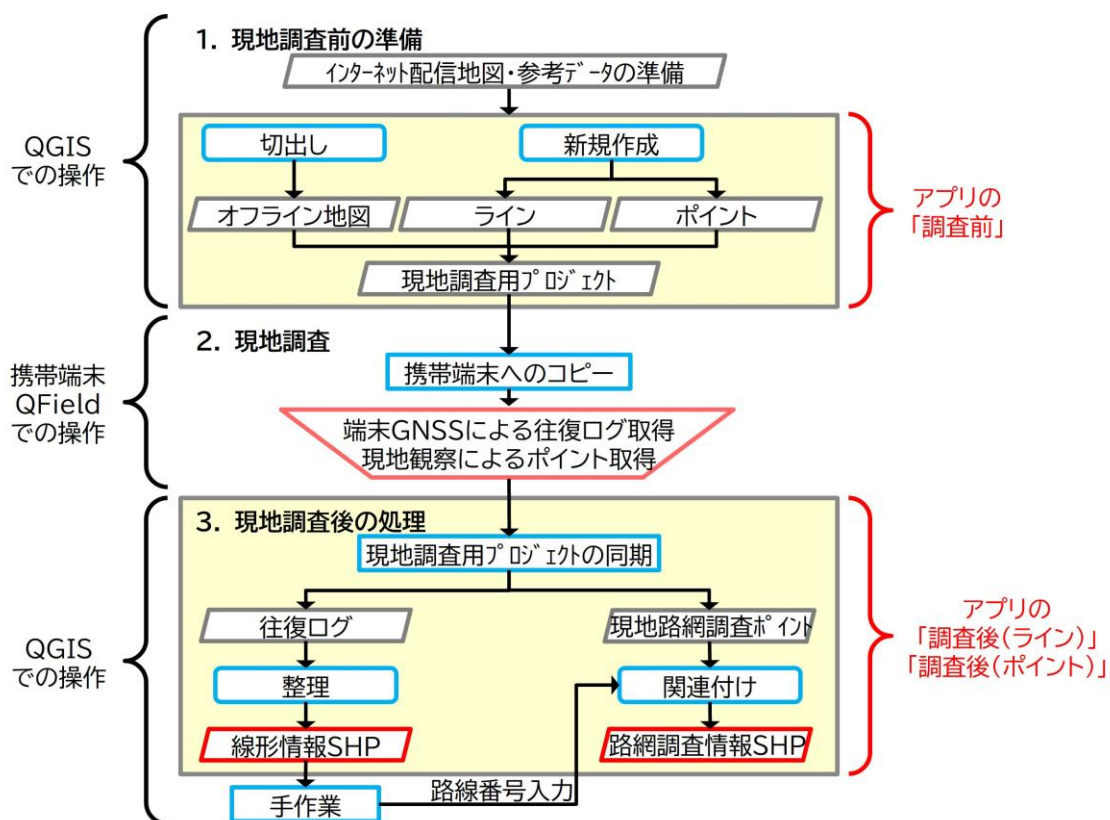 1. 現地調査前の準備
インターネット配信地図・参考データの準備
QGIS
での操作
切出し
新規作成
オフライン地図
ライン
ポイント
現地調査用プロジェクト
アプリの
「調査前」
2. 現地調査
携帯端末
QField
での操作
携帯端末へのコピー
端末GNSSによる往復ログ取得
現地観察によるポイント取得
3. 現地調査後の処理
現地調査用プロジェクトの同期
QGIS
での操作
往復ログ
現地路網調査ポイント
整理
関連付け
線形情報SHP
路網調査情報SHP
手作業
路線番号入力
アプリの
「調査後(ライン)」
「調査後(ポイント)」